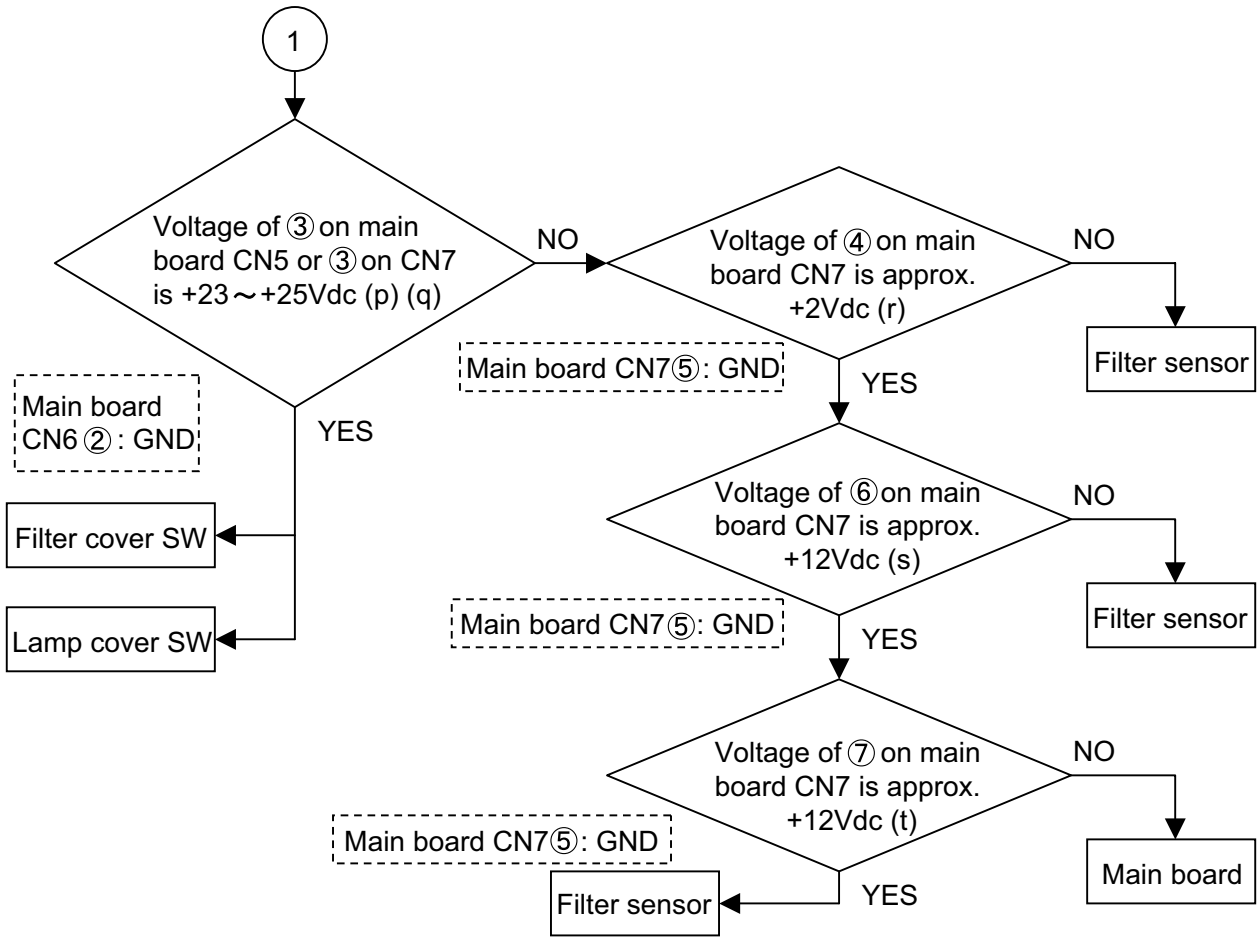 1
Voltage of ③ on main
board CN5 or ③ on CN7
is +23～+25Vdc (p) (q)
NO
Voltage of ④ on main
board CN7 is approx.
+2Vdc (r)
NO
Filter sensor
Main board CN7⑤: GND
YES
Main board
CN6②: GND
YES
Filter cover SW
Lamp cover SW
Voltage of ⑥ on main
board CN7 is approx.
+12Vdc (s)
NO
Filter sensor
Main board CN7⑤: GND
YES
Voltage of ⑦ on main
board CN7 is approx.
+12Vdc (t)
NO
Main board
Main board CN7⑤: GND
YES
Filter sensor